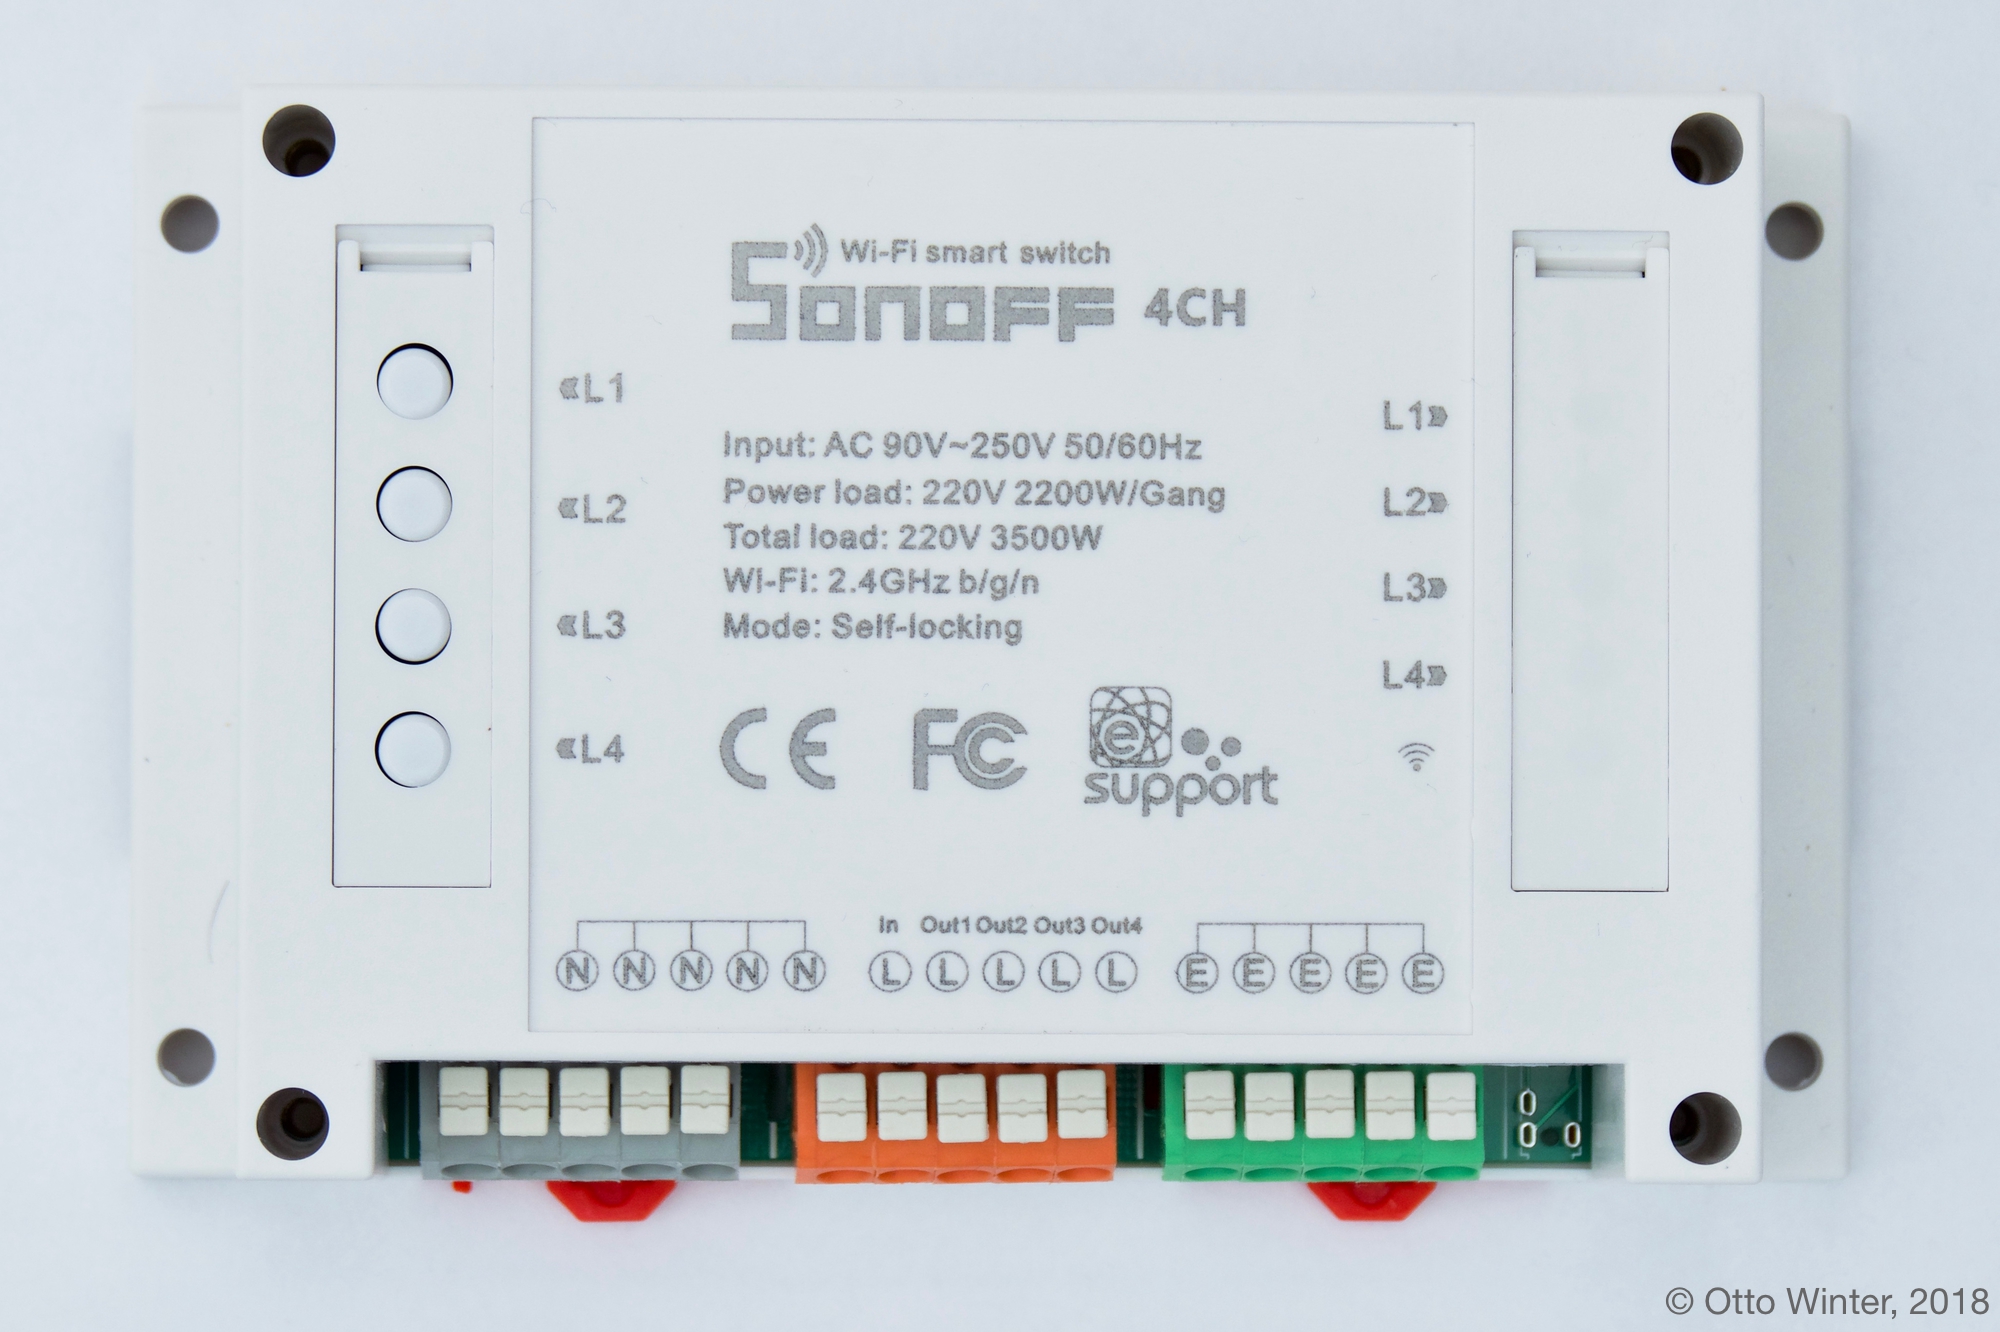 Wi-Fi smart switch
SONOFF 4CH
L1
L2
L3
L4
Input: AC 90V~250V 50/60Hz
Power load: 220V 2200W/Gang
Total load: 220V 3500W
Wi-Fi: 2.4GHz b/g/n
Mode: Self-locking
L1
L2
L3
L4
CE FC e
support
In Out1 Out2 Out3 Out4
N N N N N L L L L L E E E E E
© Otto Winter, 2018